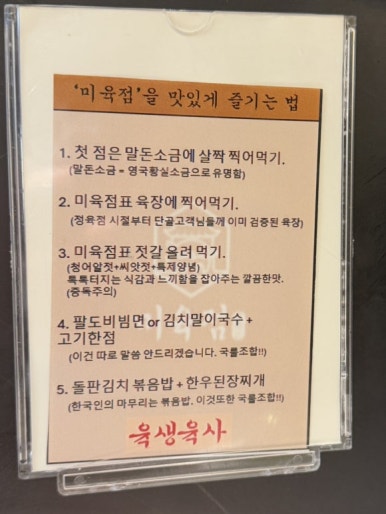 '미육점'을 맛있게 즐기는 법
1. 첫 점은 말돈소금에 살짝 찍어먹기.
(말돈소금 = 영국황실소금으로 유명함)
2. 미육점표 육장에 찍어먹기.
(정육점 시절부터 단골고객님들께 이미 검증된 육장)
3. 미육점표 젓갈 올려 먹기.
(청어알젓+씨앗젓+특제양념)
톡톡터지는 식감과 느끼함을 잡아주는 깔끔한맛.
(중독주의)
4. 팔도비빔면 or 김치말이국수 +
고기한점
(이건 따로 말씀 안드리겠습니다. 국룰조합!!)
5. 돌판김치 볶음밥 + 한우된장찌개
(한국인의 마무리는 볶음밥. 이것또한 국룰조합!!)
육생육사